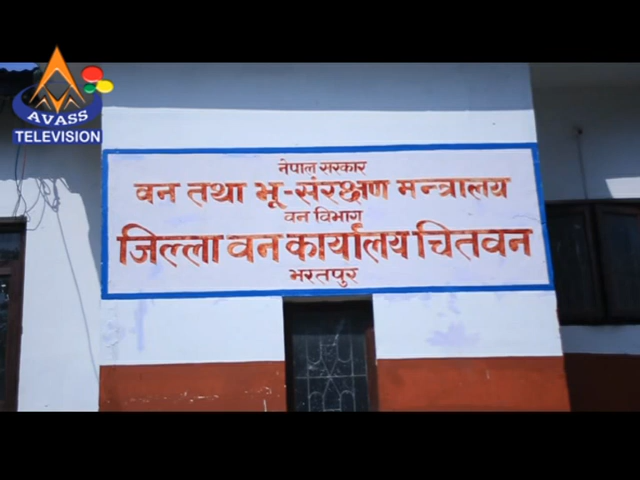 AVASS
TELEVISION
नेपाल सरकार
वन तथा भू-संरक्षण मन्त्रालय
वन विभाग
जिल्ला वन कार्यालय चितवन
भरतपुर